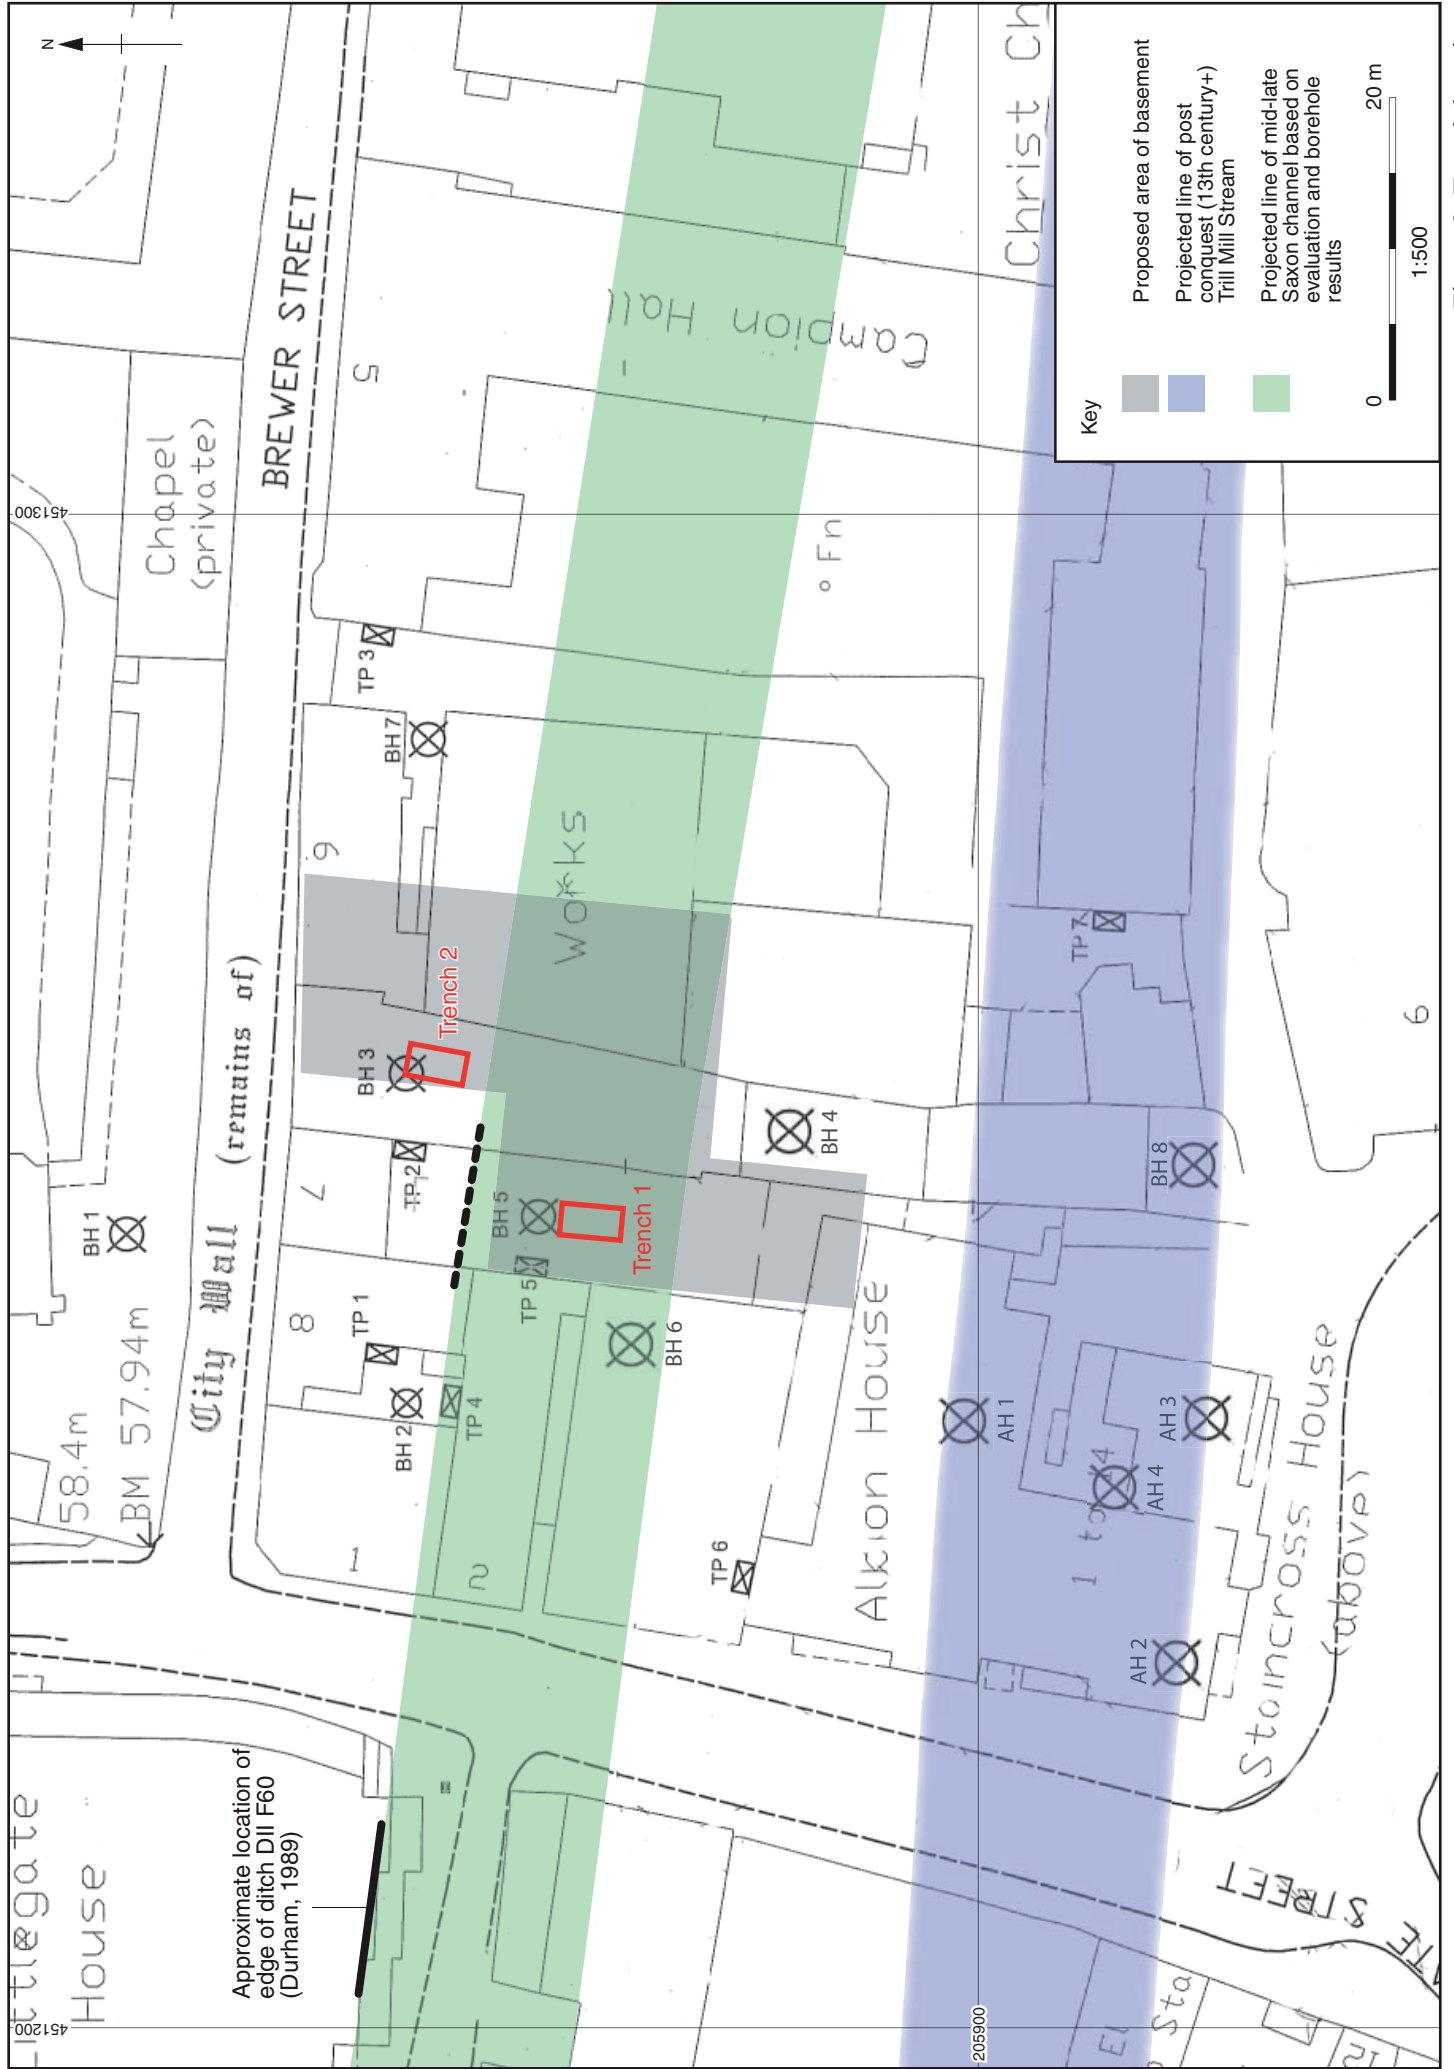 N
ittlegate
House
58.4m
BM 57.94m
BH 1
Chapel
(private)
451200
451300
City Wall (remains of)
BREWER STREET
Approximate location of
edge of ditch DII F60
(Durham, 1989)
1
2
8
7
6
5
TP 1
BH 2
TP 4
TP 2
BH 3
Trench 2
BH 7
TP 3
TP 5
BH 5
Trench 1
BH 6
Works
Campion Hall
Fn
TP 6
BH 4
Alkion House
AH 1
205900
Christ Ch
AH 2
1 to 4
AH 4
AH 3
BH 8
TP 7
Stoincross House
(above)
9
STREET
Sta
Key
Proposed area of basement
Projected line of post
conquest (13th century+)
Trill Mill Stream
Projected line of mid-late
Saxon channel based on
evaluation and borehole
results
0
20 m
1:500